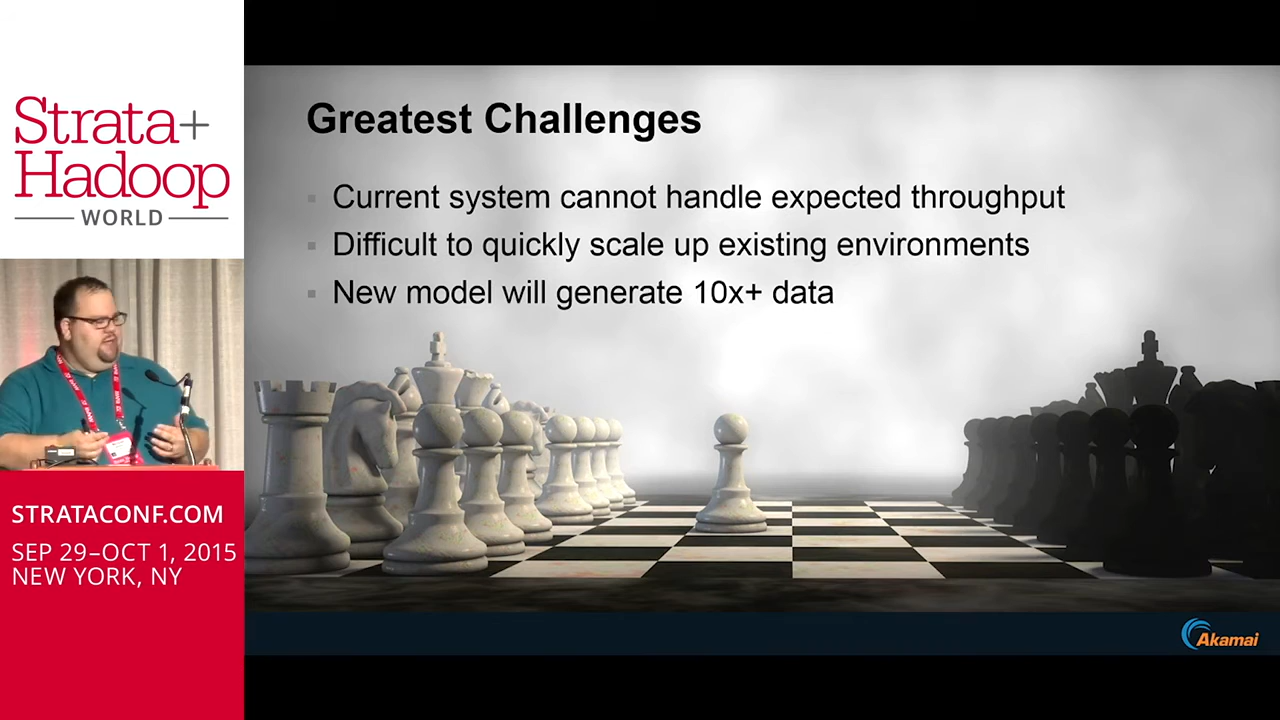 Strata+
Hadoop
WORLD
STRATACONF.COM
SEP 29–OCT 1, 2015
NEW YORK, NY
Greatest Challenges
Current system cannot handle expected throughput
Difficult to quickly scale up existing environments
New model will generate 10x+ data
Akamai